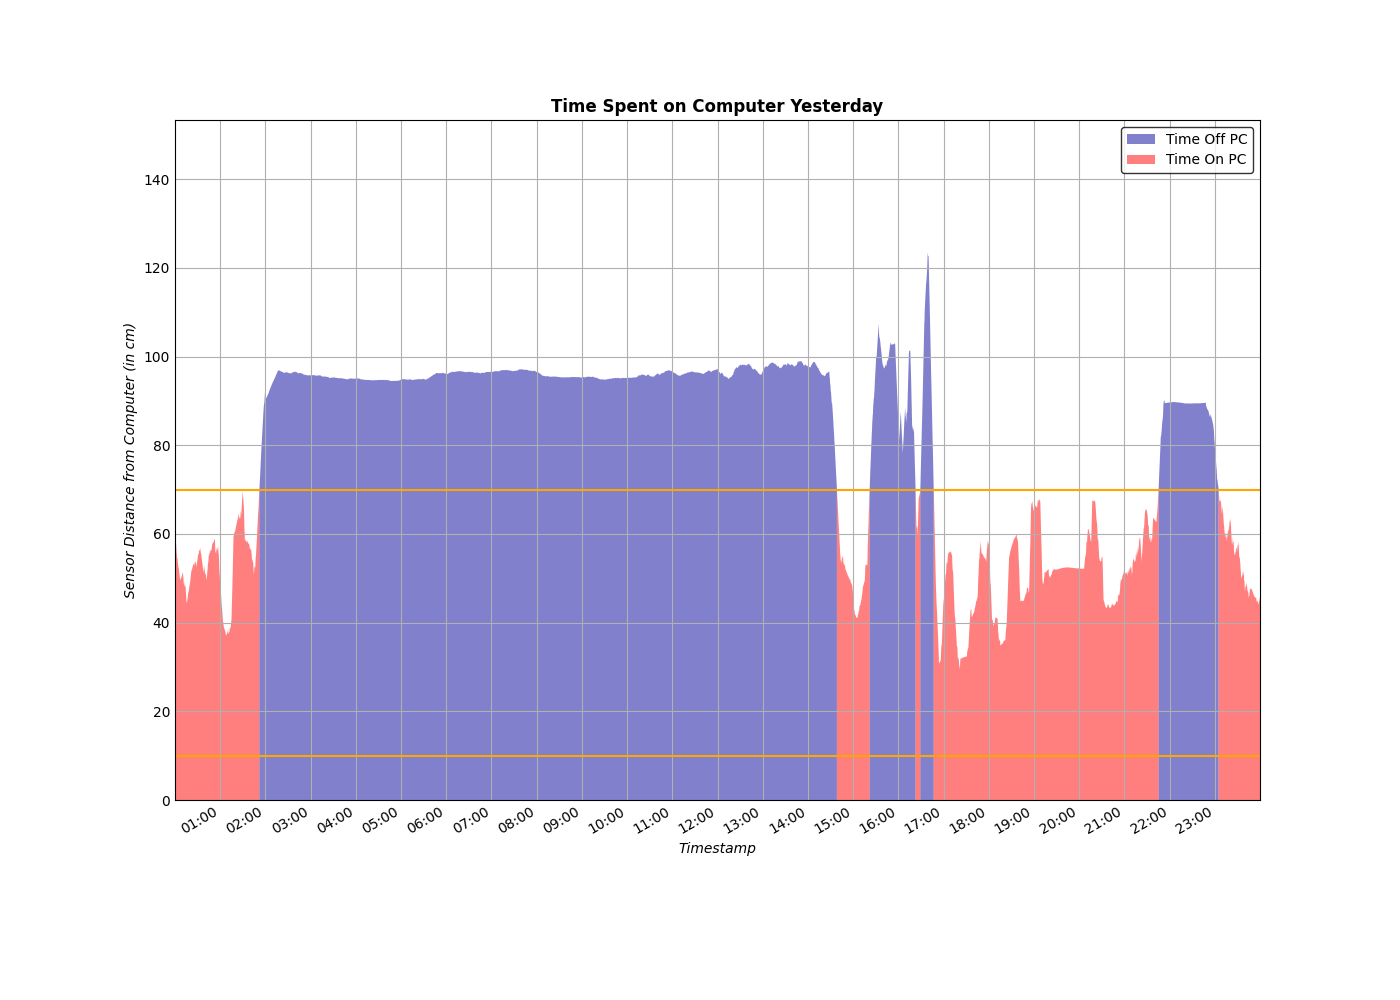 Time Spent on Computer Yesterday
Time Off PC
Time On PC
Sensor Distance from Computer (in cm)
140
120
100
80
60
40
20
0
01:00 02:00 03:00 04:00 05:00 06:00 07:00 08:00 09:00 10:00 11:00 12:00 13:00 14:00 15:00 16:00 17:00 18:00 19:00 20:00 21:00 22:00 23:00
Timestamp